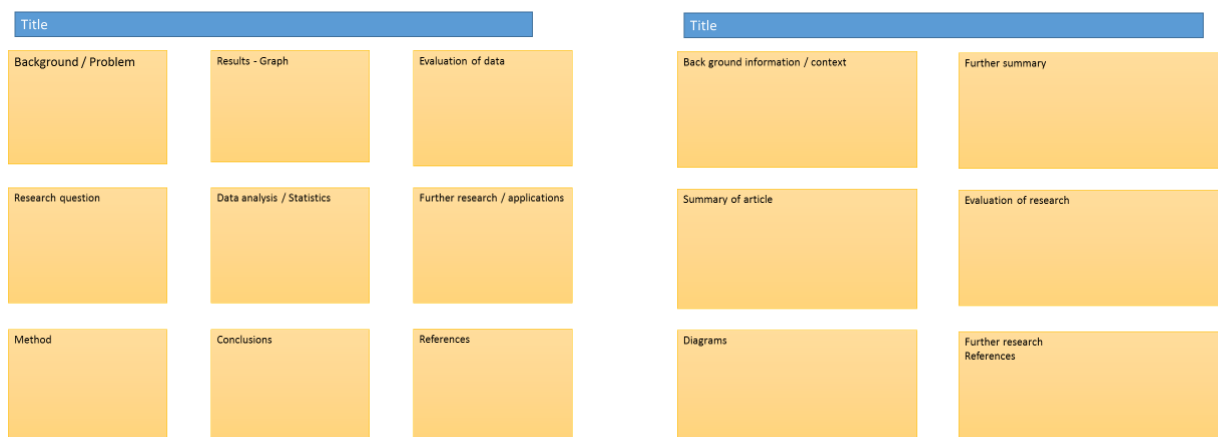 Title
Background / Problem
Research question
Method
Results - Graph
Data analysis / Statistics
Conclusions
Evaluation of data
Further research / applications
References
Title
Back ground information / context
Summary of article
Diagrams
Further summary
Evaluation of research
Further research
References